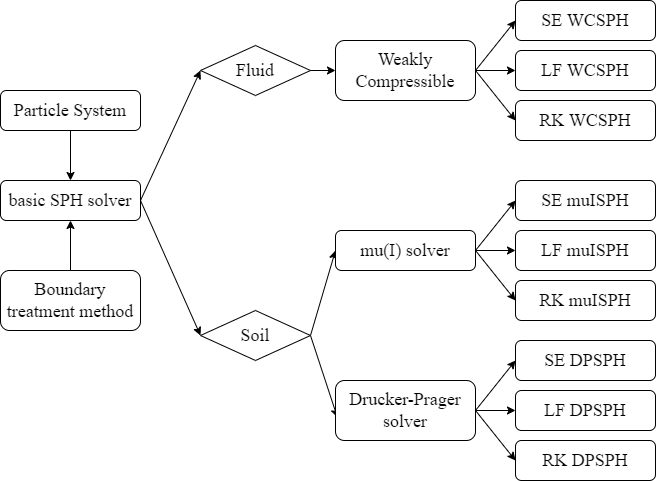 Particle System
basic SPH solver
Boundary
treatment method
Fluid
Soil
Weakly
Compressible
mu(I) solver
Drucker-Prager
solver
SE WCSPH
LF WCSPH
RK WCSPH
SE muISPH
LF muISPH
RK muISPH
SE DPSPH
LF DPSPH
RK DPSPH